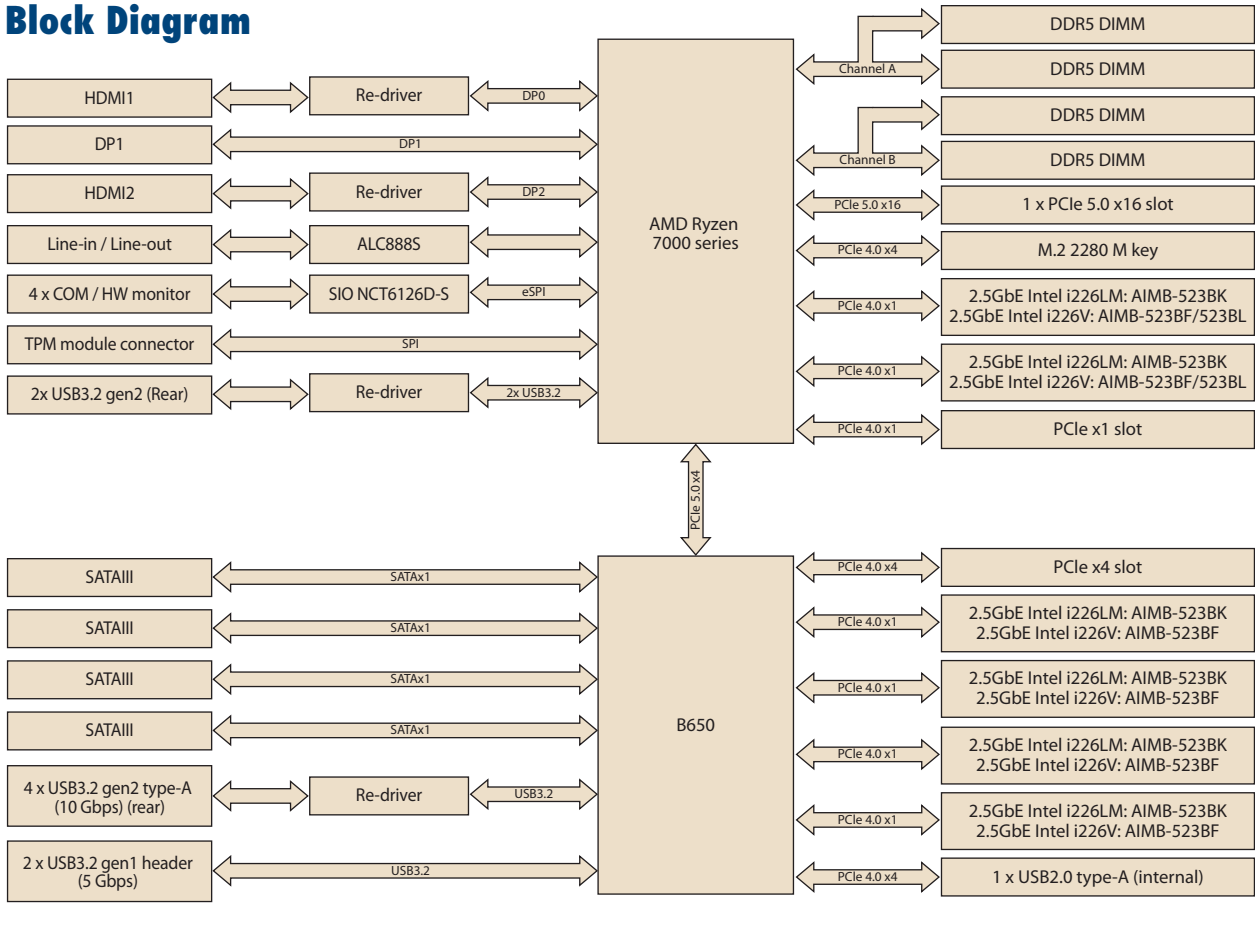 Block Diagram
HDMI1
Re-driver
DP0
DP1
DP1
HDMI2
Re-driver
DP2
Line-in / Line-out
ALC888S
4 x COM / HW monitor
SIO NCT6126D-S
eSPI
TPM module connector
SPI
2x USB3.2 gen2 (Rear)
Re-driver
2x USB3.2
AMD Ryzen
7000 series
Channel A
DDR5 DIMM
DDR5 DIMM
Channel B
DDR5 DIMM
DDR5 DIMM
PCIe 5.0 x16
1 x PCIe 5.0 x16 slot
PCIe 4.0 x4
M.2 2280 M key
PCIe 4.0 x1
2.5GbE Intel i226LM: AIMB-523BK
2.5GbE Intel i226V: AIMB-523BF/523BL
PCIe 4.0 x1
2.5GbE Intel i226LM: AIMB-523BK
2.5GbE Intel i226V: AIMB-523BF/523BL
PCIe 4.0 x1
PCIe x1 slot
PCIe 5.0 x4
SATAIII
SATAx1
SATAIII
SATAx1
SATAIII
SATAx1
SATAIII
SATAx1
4 x USB3.2 gen2 type-A
(10 Gbps) (rear)
Re-driver
USB3.2
2 x USB3.2 gen1 header
(5 Gbps)
USB3.2
B650
PCIe 4.0 x4
PCIe x4 slot
PCIe 4.0 x1
2.5GbE Intel i226LM: AIMB-523BK
2.5GbE Intel i226V: AIMB-523BF
PCIe 4.0 x1
2.5GbE Intel i226LM: AIMB-523BK
2.5GbE Intel i226V: AIMB-523BF
PCIe 4.0 x1
2.5GbE Intel i226LM: AIMB-523BK
2.5GbE Intel i226V: AIMB-523BF
PCIe 4.0 x1
2.5GbE Intel i226LM: AIMB-523BK
2.5GbE Intel i226V: AIMB-523BF
PCIe 4.0 x4
1 x USB2.0 type-A (internal)